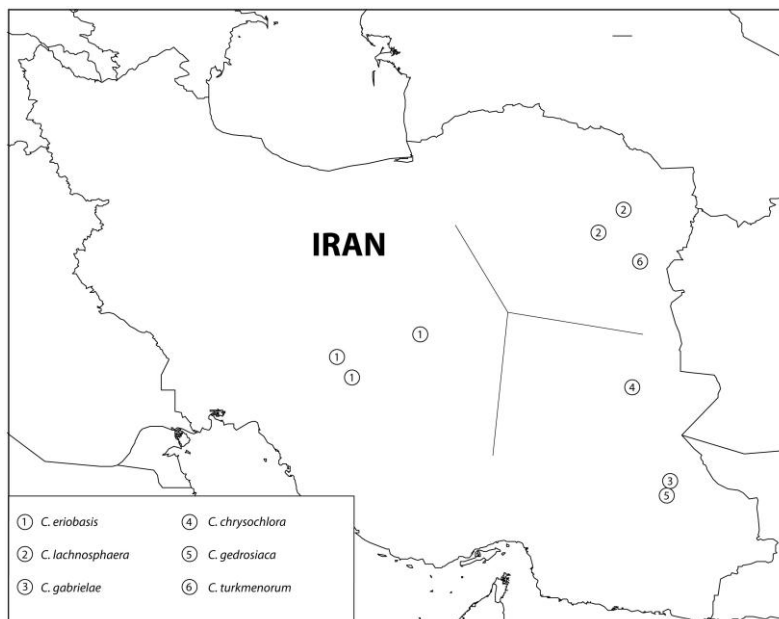 2
2
IRAN
6
1
1
1
4
3
5
1 C. eriobasis
4 C. chrysochlora
2 C. lachnosphaera
5 C. gedrosiaca
3 C. gabrielae
6 C. turkmenorum